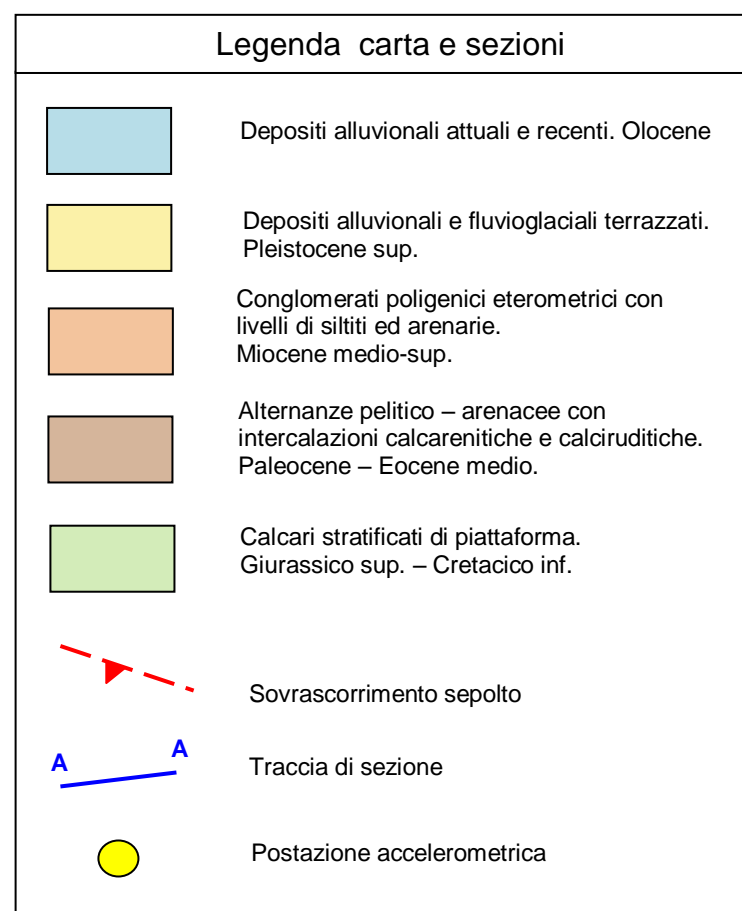 Legenda carta e sezioni
Depositi alluvionali attuali e recenti. Olocene
Depositi alluvionali e fluvioglaciali terrazzati.
Pleistocene sup.
Conglomerati poligenici eterometrici con
livelli di siltiti ed arenarie.
Miocene medio-sup.
Alternanze pelitico – arenacee con
intercalazioni calcarenitiche e calciruditiche.
Paleocene – Eocene medio.
Calcari stratificati di piattaforma.
Giurassico sup. – Cretacico inf.
Sovrascorrimento sepolto
A A
Traccia di sezione
Postazione accelerometrica